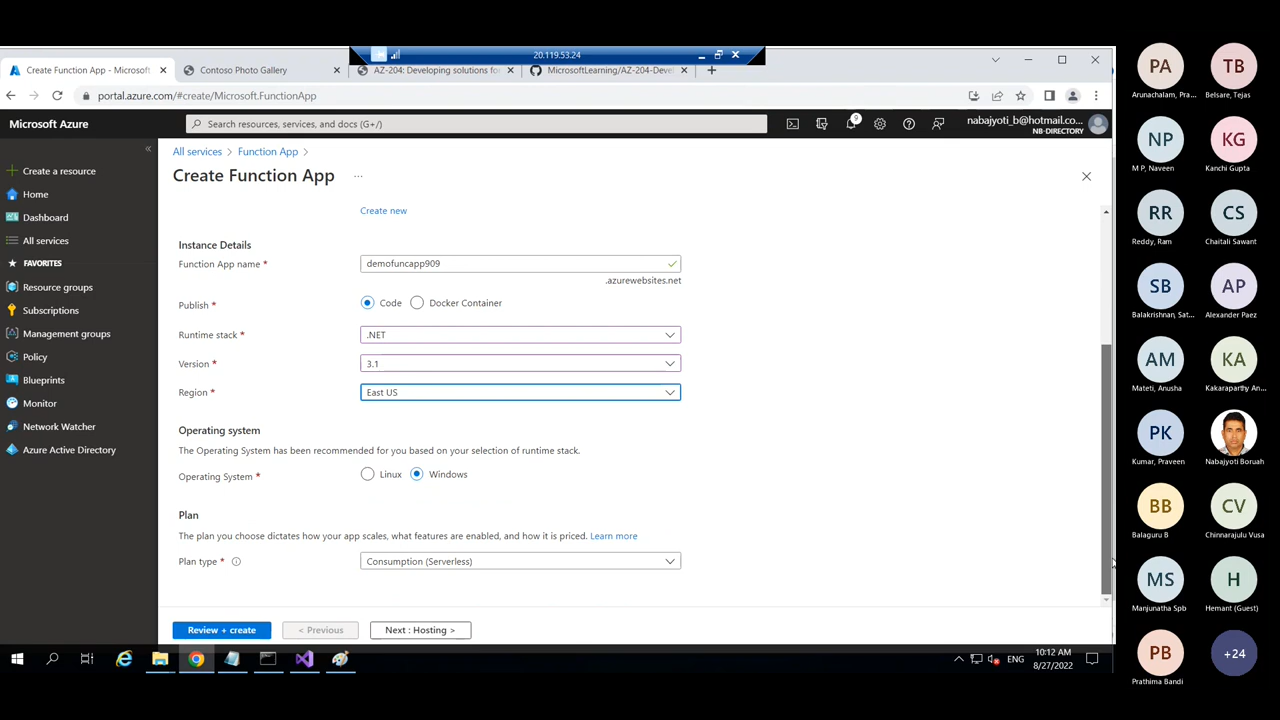 20.119.53.24
Create Function App - Microsoft
Contoso Photo Gallery
AZ-204: Developing solutions fo
MicrosoftLearning/AZ-204-Deve
portal.azure.com/#create/Microsoft.FunctionApp
Microsoft Azure
Search resources, services, and docs (G+/)
9
nabajyoti_b@hotmail.co...
NB-DIRECTORY
Create a resource
Home
Dashboard
All services
FAVORITES
Resource groups
Subscriptions
Management groups
Policy
Blueprints
Monitor
Network Watcher
Azure Active Directory
All services > Function App >
Create Function App ...
Create new
Instance Details
Function App name * demofuncapp909
.azurewebsites.net
Publish * Code Docker Container
Runtime stack * .NET
Version * 3.1
Region * East US
Operating system
The Operating System has been recommended for you based on your selection of runtime stack.
Operating System * Linux Windows
Plan
The plan you choose dictates how your app scales, what features are enabled, and how it is priced. Learn more
Plan type * Consumption (Serverless)
Review + create < Previous Next : Hosting >
ENG
10:12 AM
8/27/2022
PA
Arunachalam, Pra...
TB
Belsare, Tejas
NP
M P, Naveen
KG
Kanchi Gupta
RR
Reddy, Ram
CS
Chaitali Sawant
SB
Balakrishnan, Sat...
AP
Alexander Paez
AM
Mateti, Anusha
KA
Kakaraparthy An...
PK
Kumar, Praveen
Nabajyoti Boruah
BB
Balaguru B
CV
Chinnarajulu Vusa
MS
Manjunatha Spb
H
Hemant (Guest)
PB
Prathima Bandi
+24